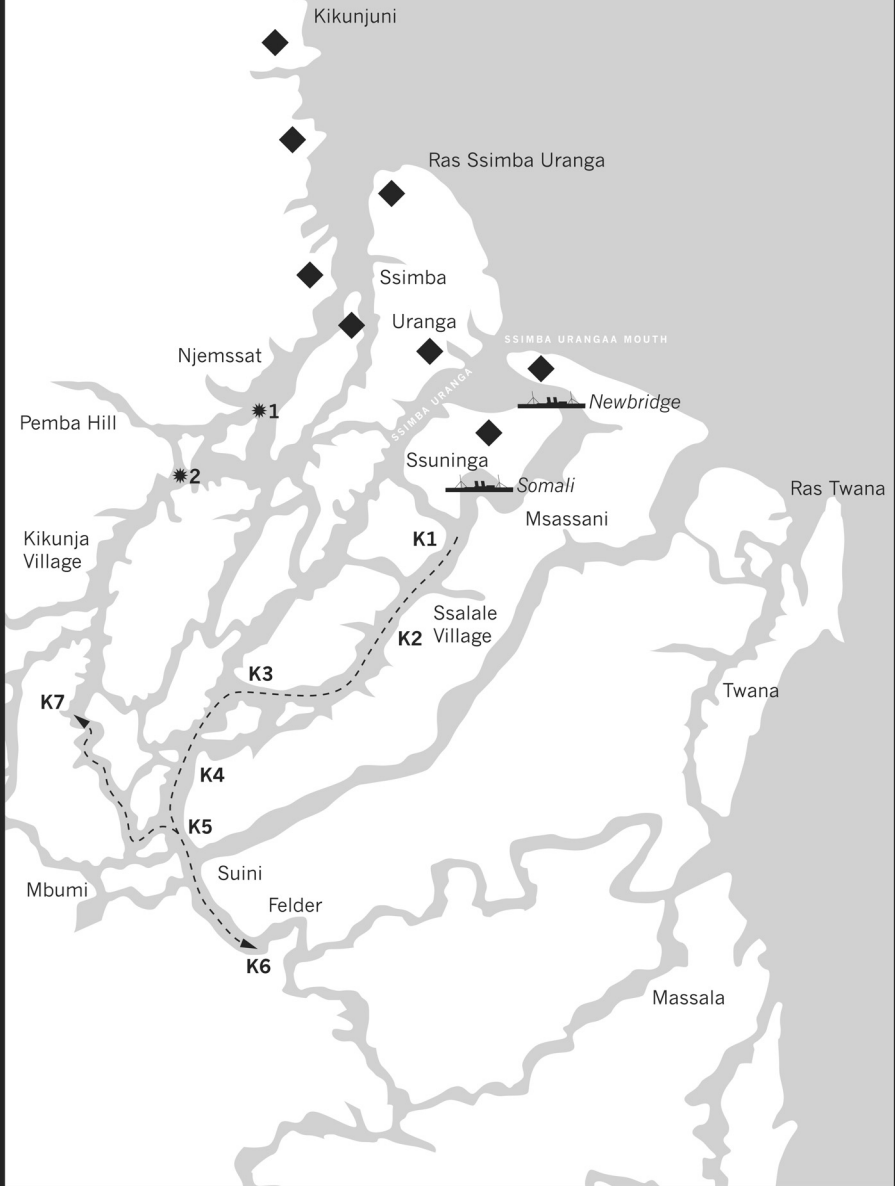 Kikunjuni
Ras Ssimba Uranga
Ssimba
Uranga
SSIMBA URANGAA MOUTH
Njemssat
SSIMBA URANGA
Newbridge
1
Pemba Hill
Ssuninga
2
Somali
Ras Twana
Msassani
Kikunja
Village
K1
Ssalale
Village
K2
K3
Twana
K7
K4
K5
Suini
Mbumi
Felder
K6
Massala